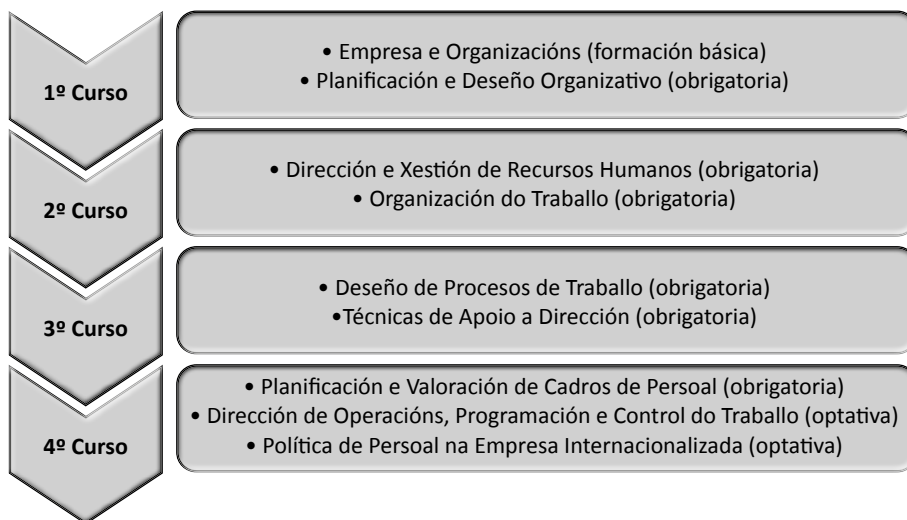 1º Curso
• Empresa e Organizacións (formación básica)
• Planificación e Deseño Organizativo (obrigatoria)
2º Curso
• Dirección e Xestión de Recursos Humanos (obrigatoria)
• Organización do Traballo (obrigatoria)
3º Curso
• Deseño de Procesos de Traballo (obrigatoria)
•Técnicas de Apoio a Dirección (obrigatoria)
4º Curso
• Planificación e Valoración de Cadros de Persoal (obrigatoria)
• Dirección de Operacións, Programación e Control do Traballo (optativa)
• Política de Persoal na Empresa Internacionalizada (optativa)